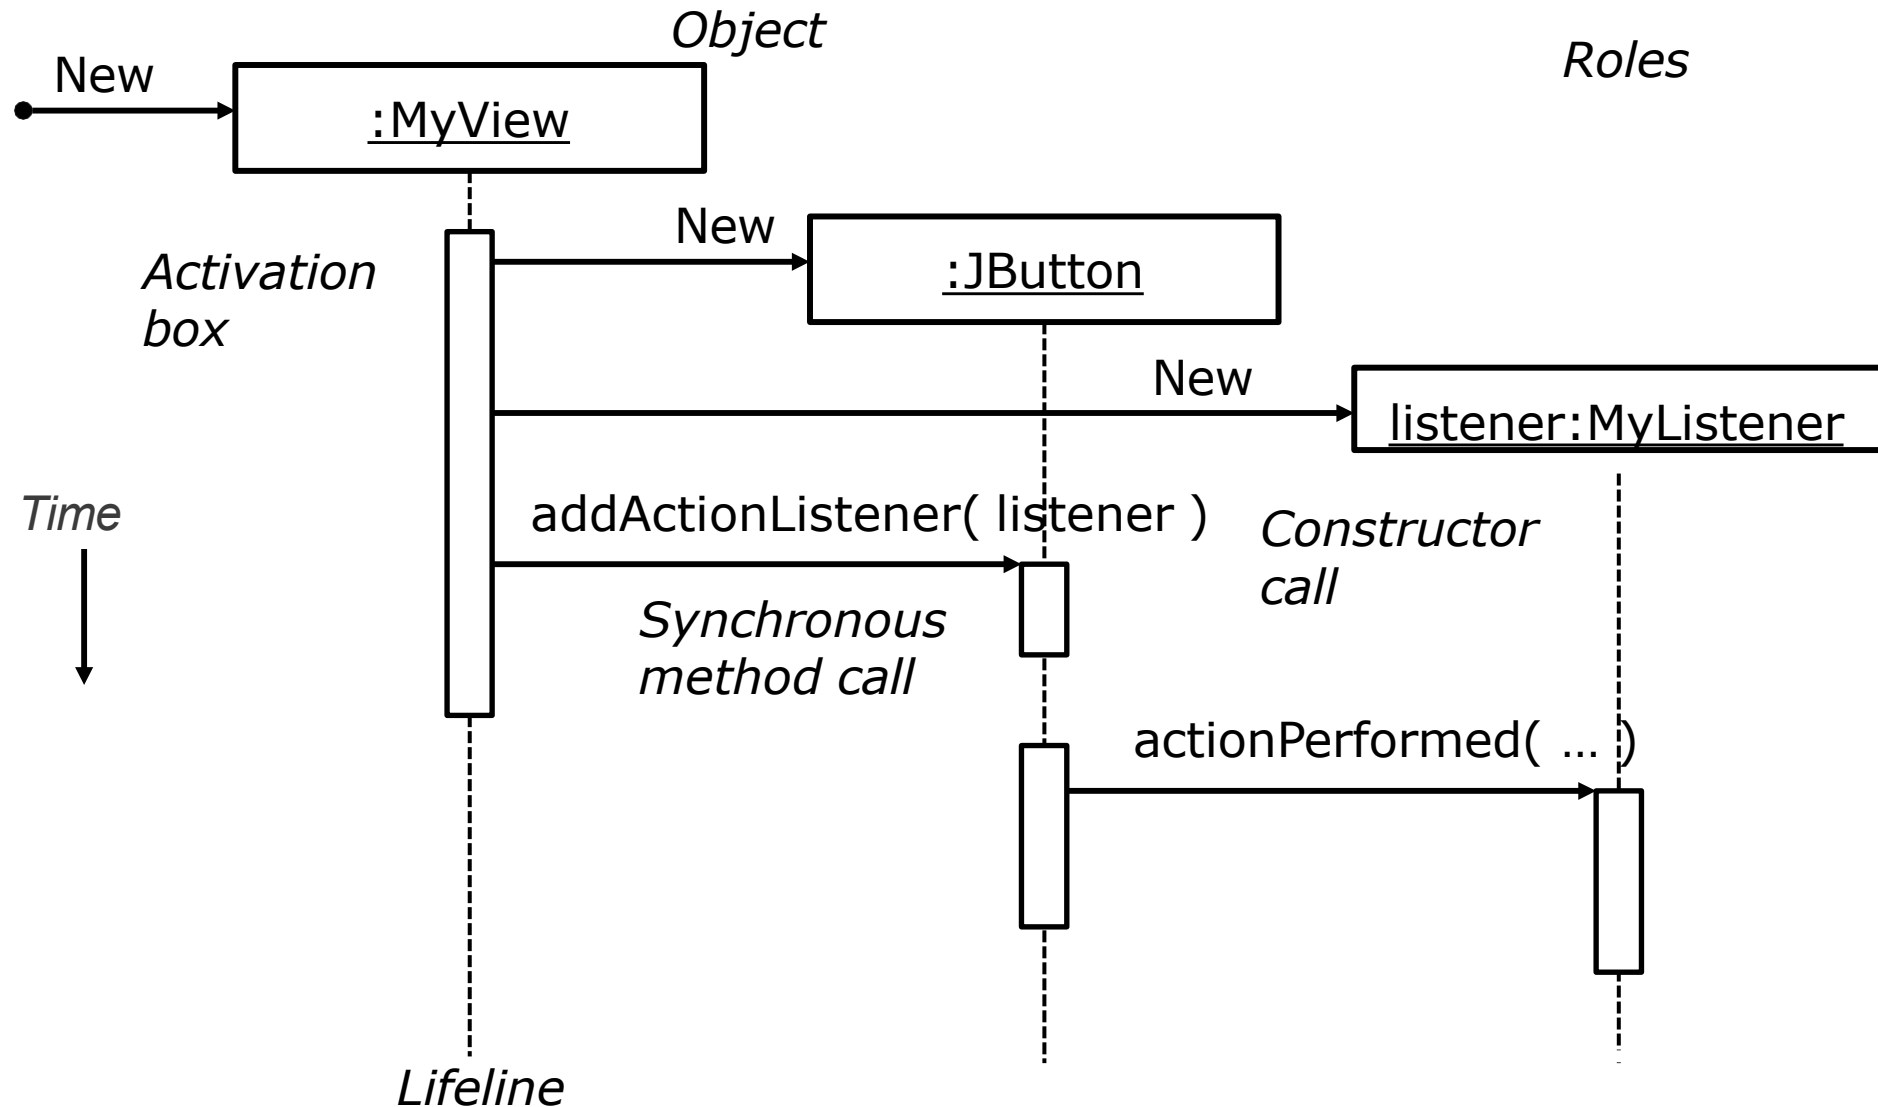 Object
Roles
New
:MyView
New
:JButton
Activation
box
New
listener:MyListener
Time
addActionListener( listener )
Constructor
call
Synchronous
method call
actionPerformed( ... )
Lifeline